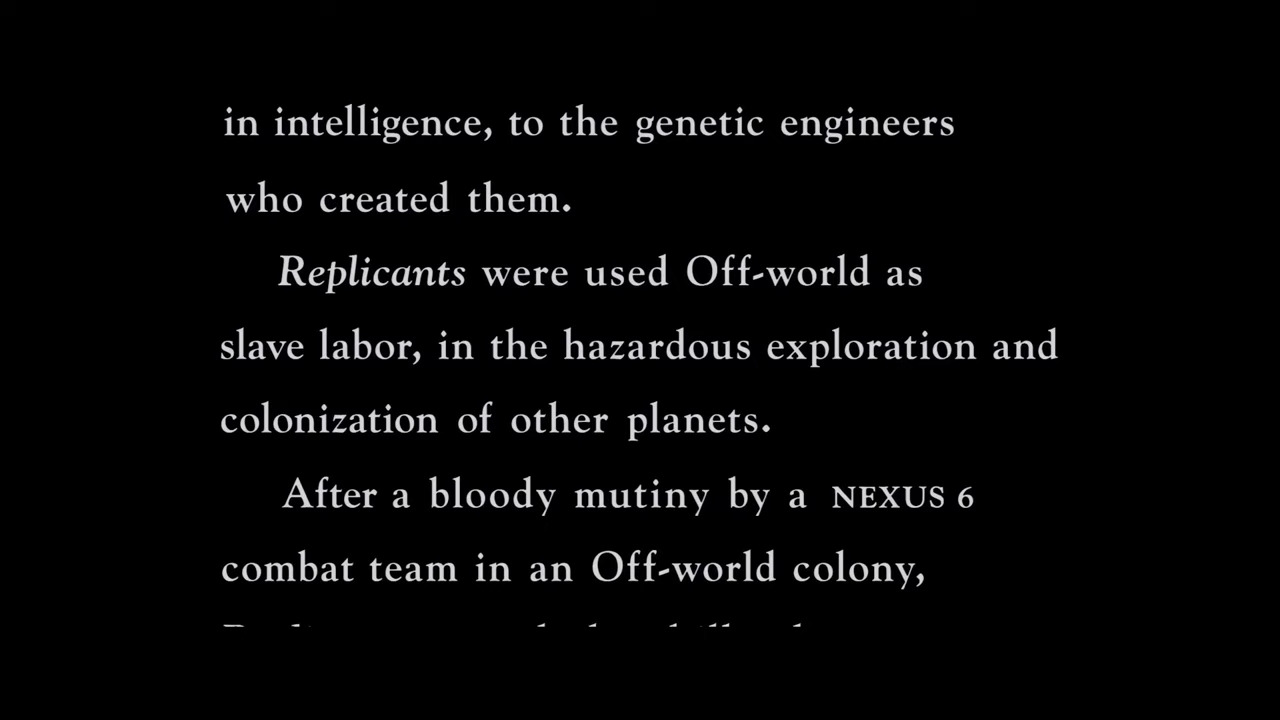 in intelligence, to the genetic engineers
who created them.
Replicants were used Off-world as
slave labor, in the hazardous exploration and
colonization of other planets.
After a bloody mutiny by a NEXUS 6
combat team in an Off-world colony,